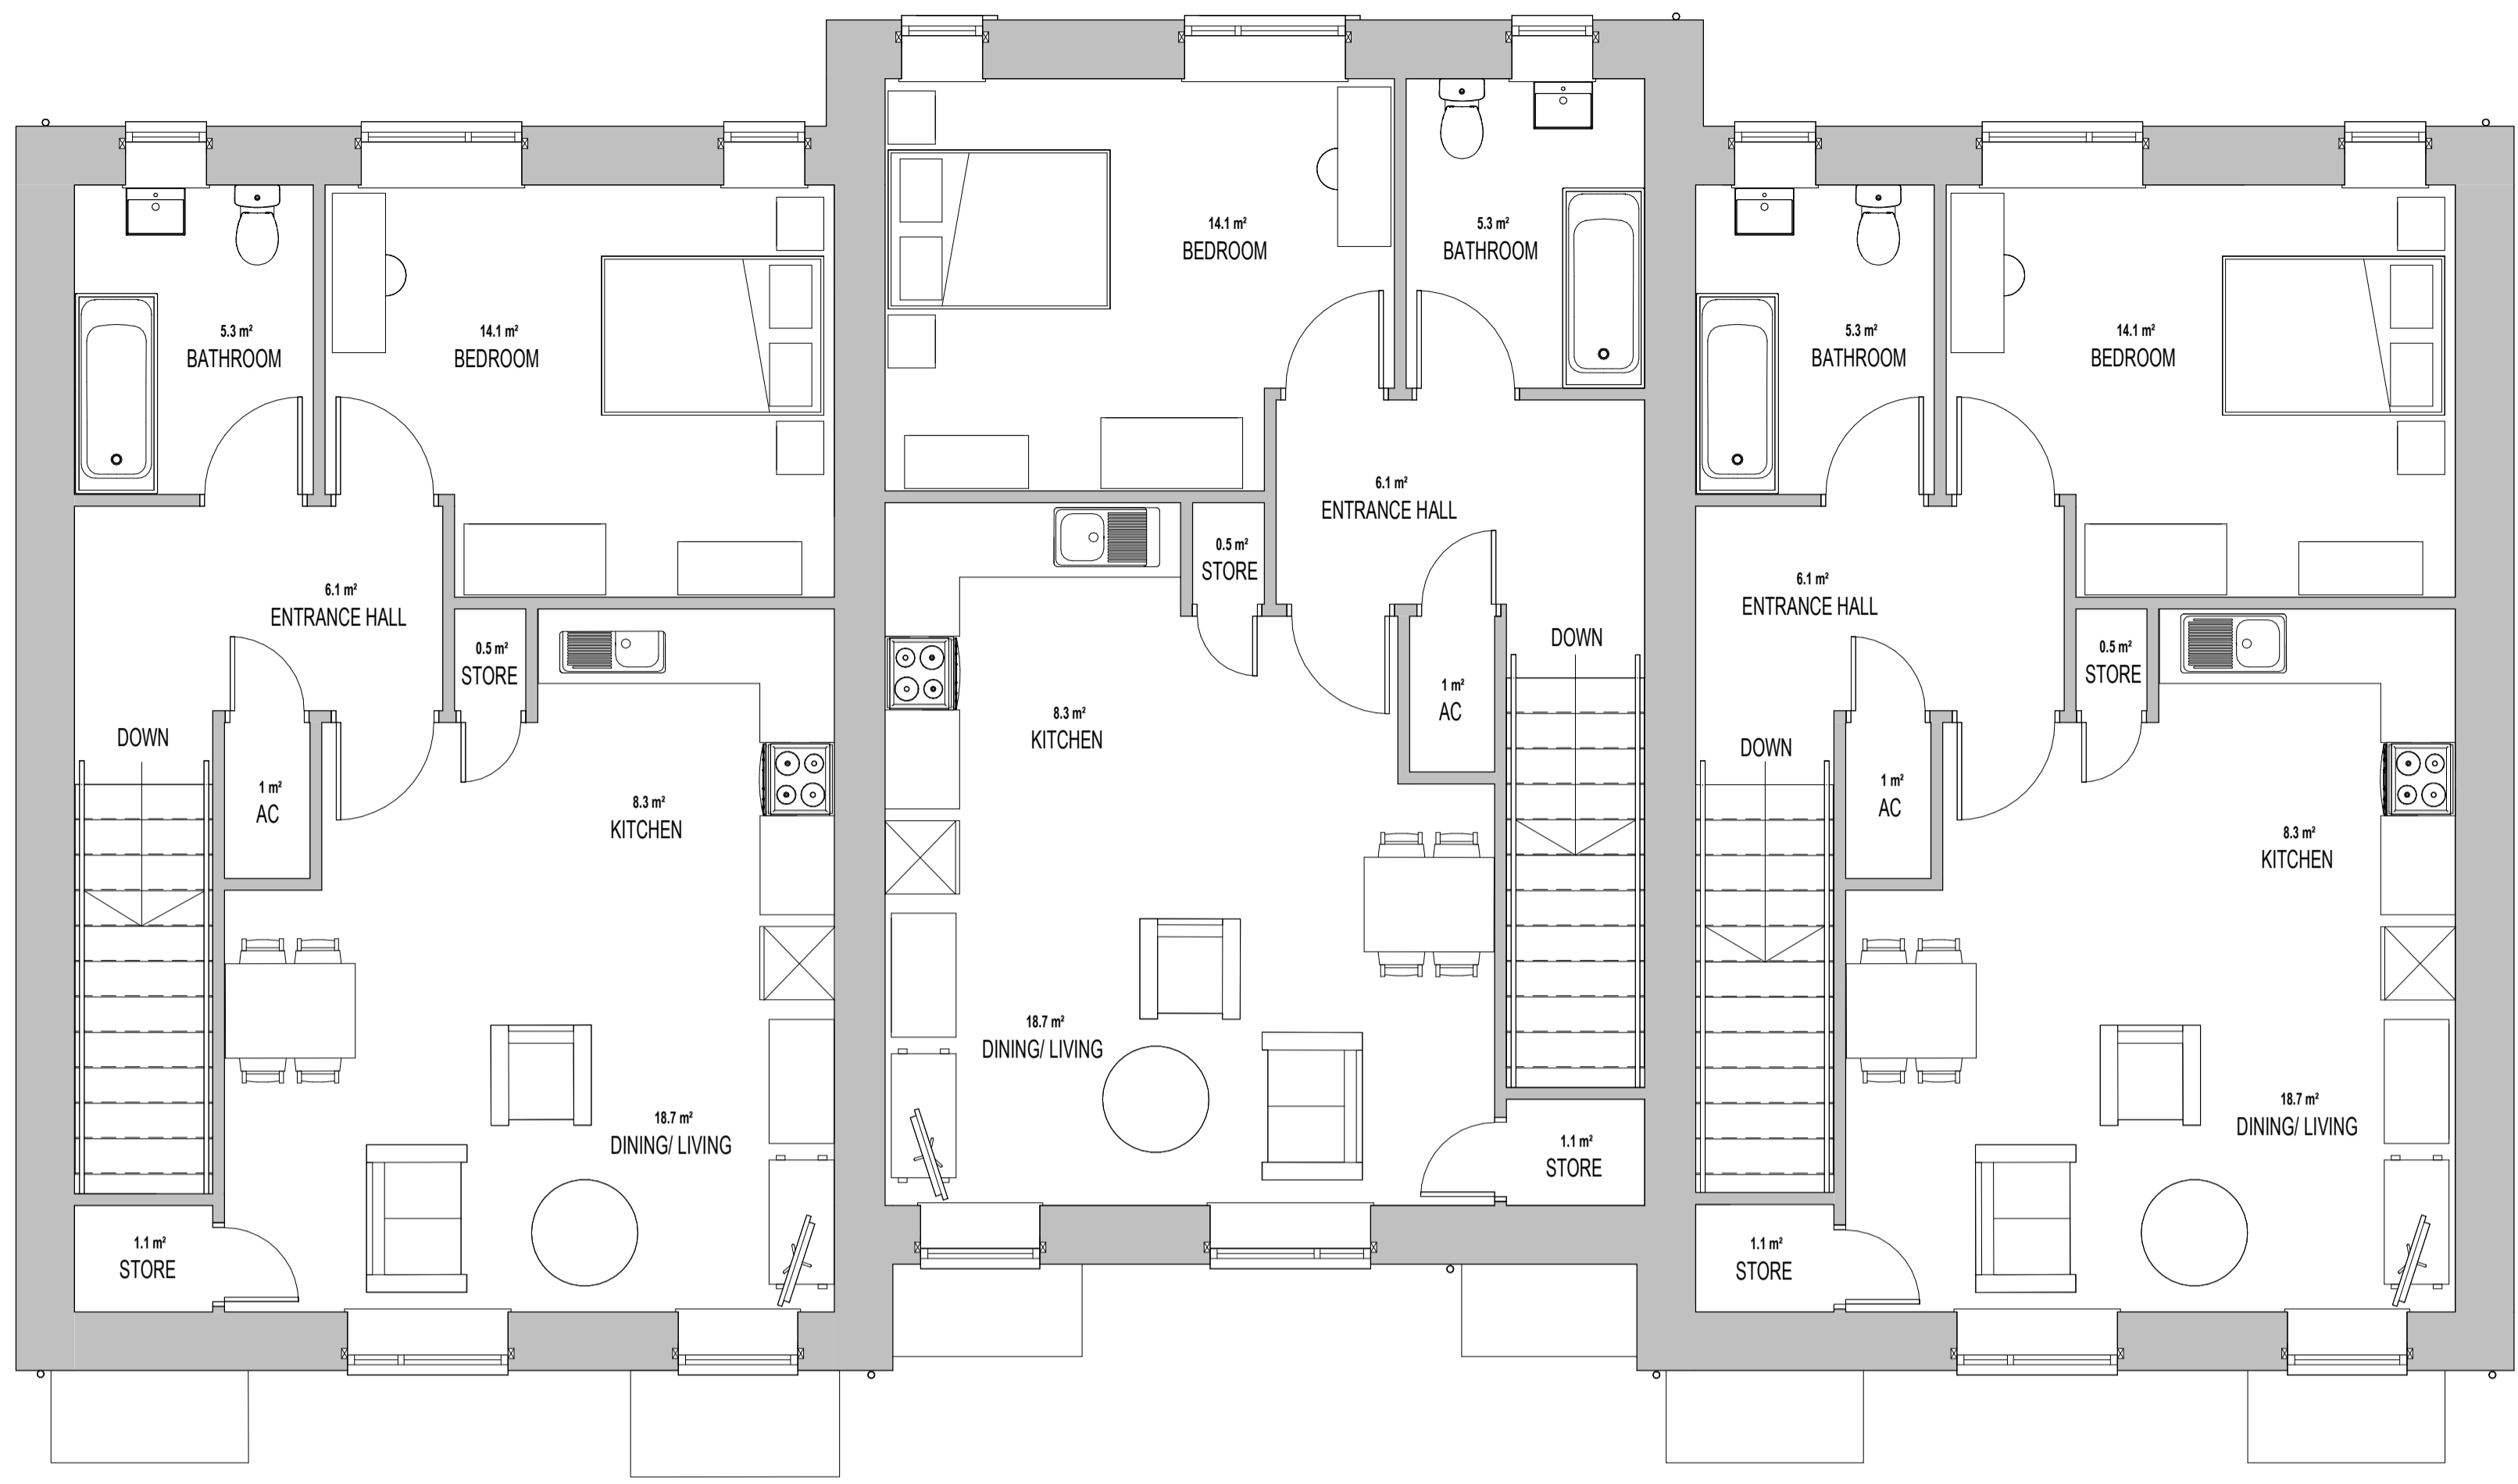 5.3 m²
BATHROOM
14.1 m²
BEDROOM
6.1 m²
ENTRANCE HALL
0.5 m²
STORE
DOWN
1 m²
AC
8.3 m²
KITCHEN
18.7 m²
DINING/ LIVING
1.1 m²
STORE
14.1 m²
BEDROOM
5.3 m²
BATHROOM
6.1 m²
ENTRANCE HALL
0.5 m²
STORE
DOWN
1 m²
AC
8.3 m²
KITCHEN
18.7 m²
DINING/ LIVING
1.1 m²
STORE
5.3 m²
BATHROOM
14.1 m²
BEDROOM
6.1 m²
ENTRANCE HALL
0.5 m²
STORE
DOWN
1 m²
AC
8.3 m²
KITCHEN
18.7 m²
DINING/ LIVING
1.1 m²
STORE